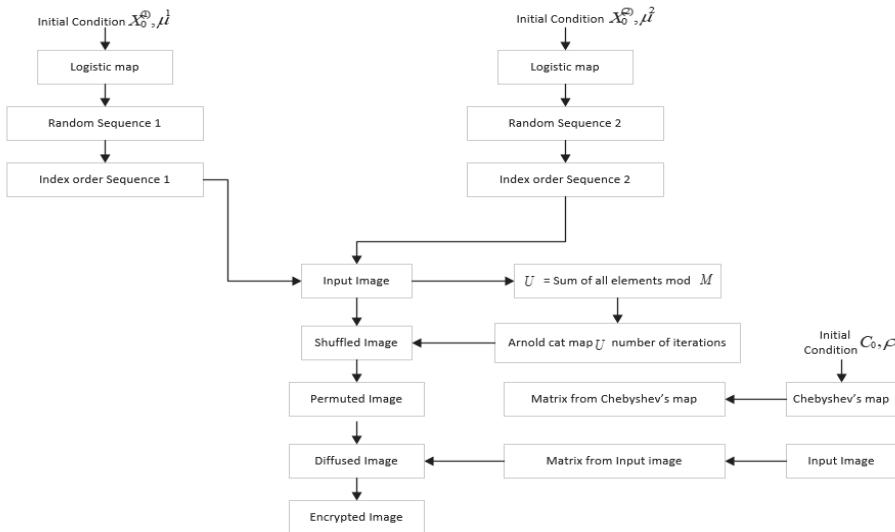 Initial Condition X₀⁽¹⁾, μ¹
Logistic map
Random Sequence 1
Index order Sequence 1
Initial Condition X₀⁽²⁾, μ²
Logistic map
Random Sequence 2
Index order Sequence 2
Input Image
U = Sum of all elements mod M
Shuffled Image
Arnold cat map U number of iterations
Initial
Condition C₀, ρ
Permuted Image
Matrix from Chebyshev's map
Chebyshev's map
Diffused Image
Matrix from Input image
Input Image
Encrypted Image